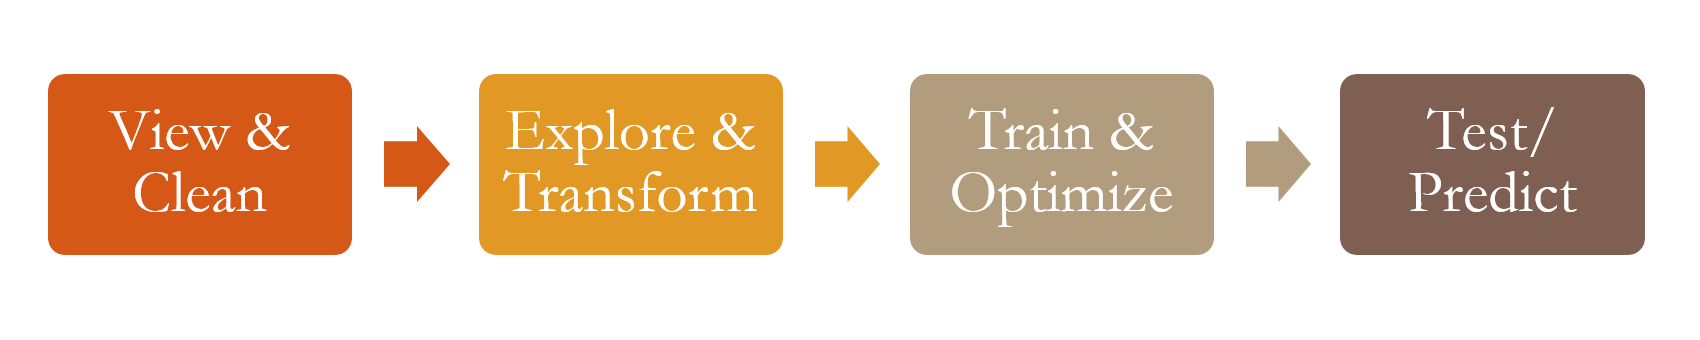 View &
Clean
Explore &
Transform
Train &
Optimize
Test/
Predict